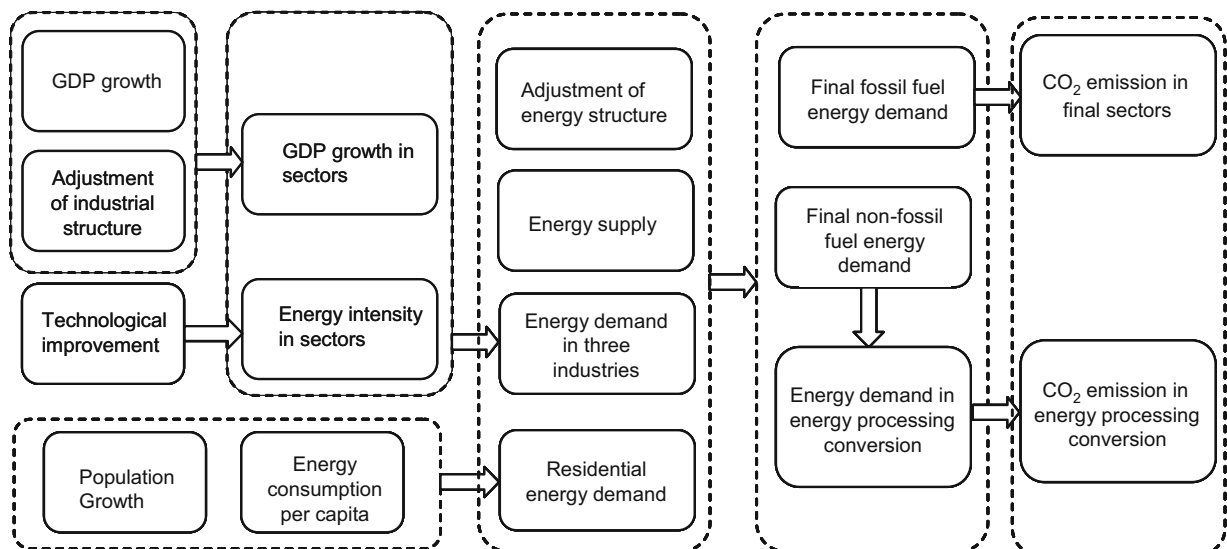 GDP growth
Adjustment
of industrial
structure
Technological
improvement
GDP growth in
sectors
Energy intensity
in sectors
Population
Growth
Energy
consumption
per capita
Adjustment of
energy structure
Energy supply
Energy demand
in three
industries
Residential
energy demand
Final fossil fuel
energy demand
Final non-fossil
fuel energy
demand
Energy demand in
energy processing
conversion
CO₂ emission in
final sectors
CO₂ emission in
energy processing
conversion